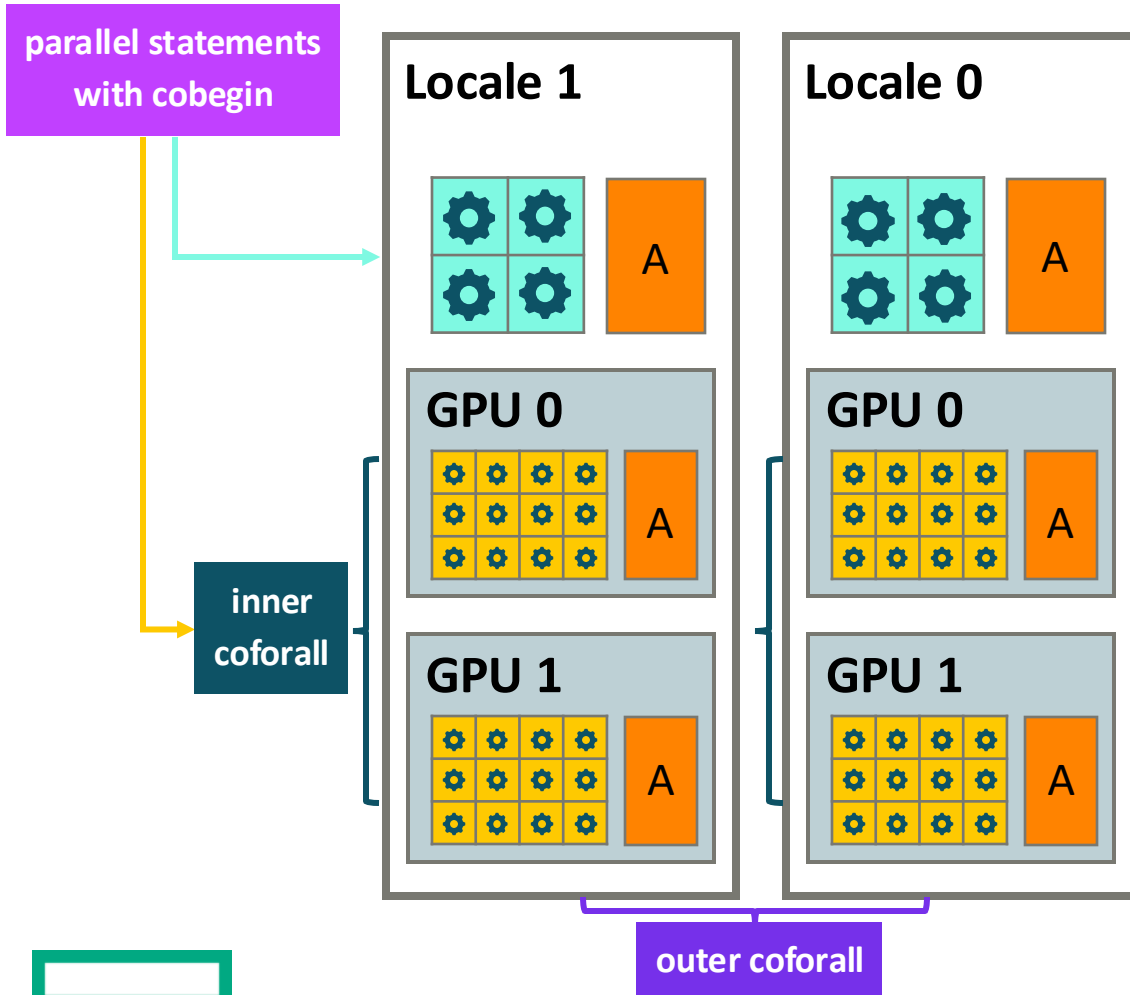 parallel statements
with cobegin
Locale 1
Locale 0
A
A
GPU 0
GPU 0
A
A
inner
coforall
GPU 1
GPU 1
A
A
outer coforall